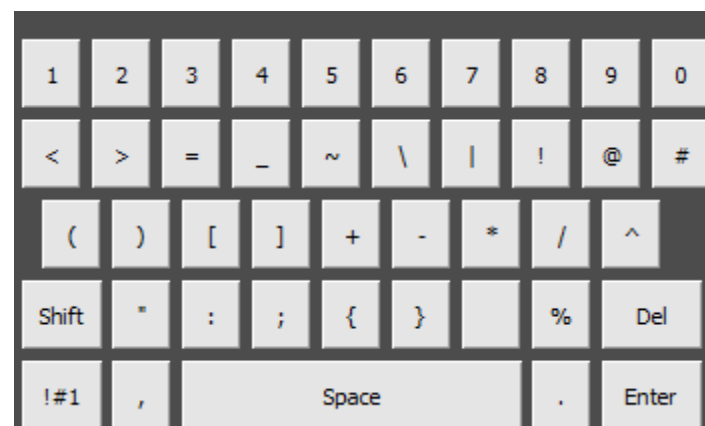 1 2 3 4 5 6 7 8 9 0
< > = _ ~ \ | ! @ #
( ) [ ] + - * / ^
Shift " : ; { } % Del
!#1 , Space . Enter